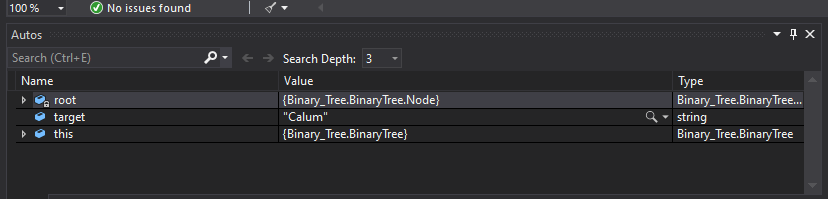 100 % No issues found
Autos
Search (Ctrl+E) Search Depth: 3
Name Value Type
root {Binary_Tree.BinaryTree.Node} Binary_Tree.BinaryTree...
target "Calum" string
this {Binary_Tree.BinaryTree} Binary_Tree.BinaryTree